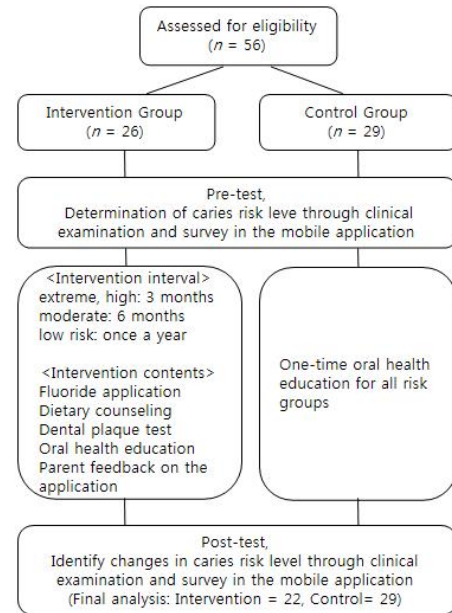 Assessed for eligibility
(n = 56)
Intervention Group
(n = 26)
Control Group
(n = 29)
Pre-test,
Determination of caries risk leve through clinical
examination and survey in the mobile application
<Intervention interval>
extreme, high: 3 months
moderate: 6 months
low risk: once a year
<Intervention contents>
Fluoride application
Dietary counseling
Dental plaque test
Oral health education
Parent feedback on the
application
One-time oral health
education for all risk
groups
Post-test,
Identify changes in caries risk level through clinical
examination and survey in the mobile application
(Final analysis: Intervention = 22, Control= 29)